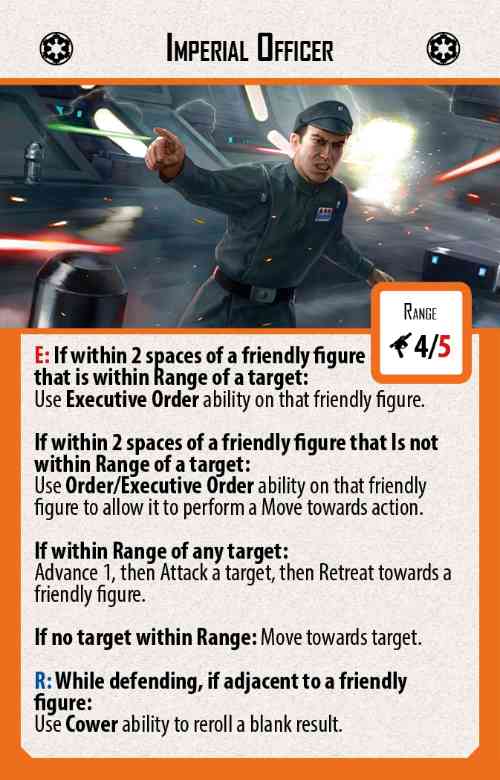 Imperial Officer
Range
4/5
E: If within 2 spaces of a friendly figure
that is within Range of a target:
Use Executive Order ability on that friendly figure.
If within 2 spaces of a friendly figure that Is not
within Range of a target:
Use Order/Executive Order ability on that friendly
figure to allow it to perform a Move towards action.
If within Range of any target:
Advance 1, then Attack a target, then Retreat towards a
friendly figure.
If no target within Range: Move towards target.
R: While defending, if adjacent to a friendly
figure:
Use Cower ability to reroll a blank result.